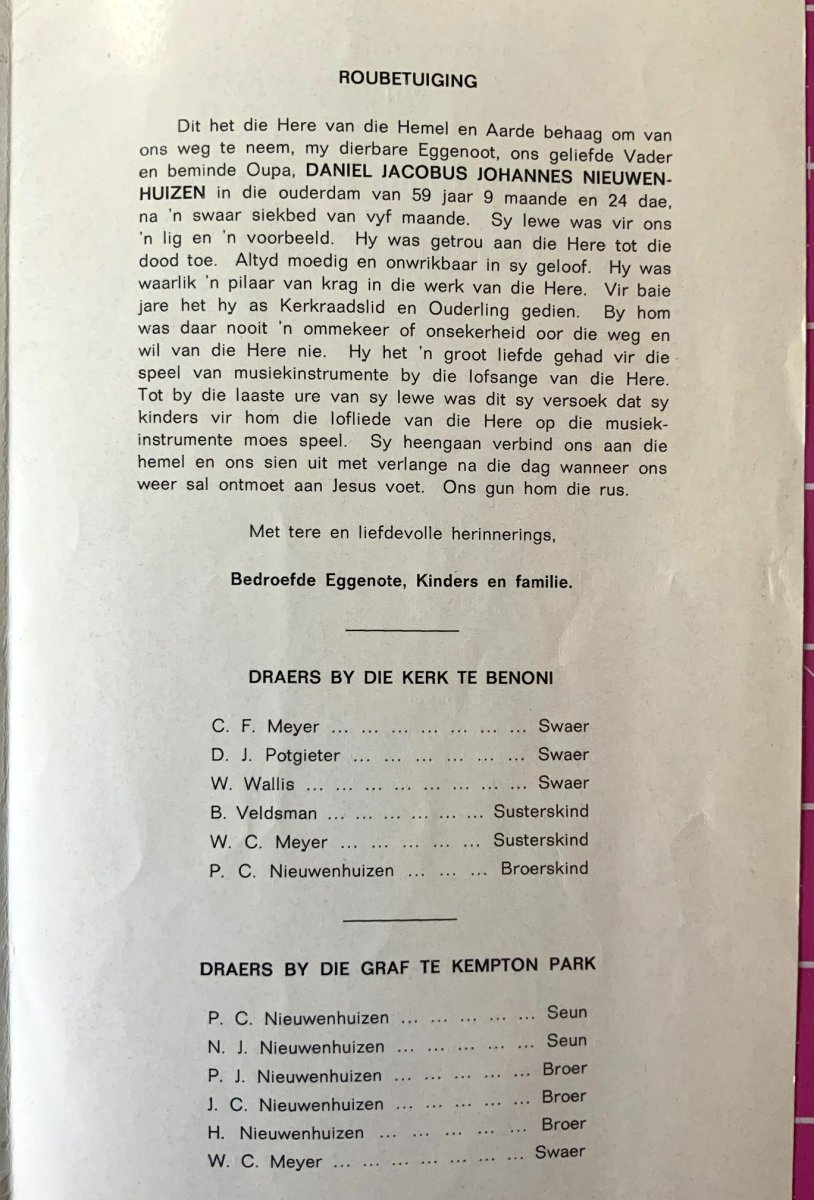 ROUBETUIGING
Dit het die Here van die Hemel en Aarde behaag om van
ons weg te neem, my dierbare Eggenoot, ons geliefde Vader
en beminde Oupa, DANIEL JACOBUS JOHANNES NIEUWEN-
HUIZEN in die ouderdam van 59 jaar 9 maande en 24 dae,
na 'n swaar siekbed van vyf maande. Sy lewe was vir ons
'n lig en 'n voorbeeld. Hy was getrou aan die Here tot die
dood toe. Altyd moedig en onwrikbaar in sy geloof. Hy was
waarlik 'n pilaar van krag in die werk van die Here. Vir baie
jare het hy as Kerkraadslid en Ouderling gedien. By hom
was daar nooit 'n ommekeer of onsekerheid oor die weg en
wil van die Here nie. Hy het 'n groot liefde gehad vir die
speel van musiekinstrumente by die lofsange van die Here.
Tot by die laaste ure van sy lewe was dit sy versoek dat sy
kinders vir hom die lofliede van die Here op die musiek-
instrumente moes speel. Sy heengaan verbind ons aan die
hemel en ons sien uit met verlange na die dag wanneer ons
weer sal ontmoet aan Jesus voet. Ons gun hom die rus.
Met tere en liefdevolle herinnerings,
Bedroefde Eggenote, Kinders en familie.
DRAERS BY DIE KERK TE BENONI
C. F. Meyer ... ... ... ... ... ... ... Swaer
D. J. Potgieter ... ... ... ... ... ... Swaer
W. Wallis ... ... ... ... ... ... ... ... Swaer
B. Veldsman ... ... ... ... ... ... Susterskind
W. C. Meyer ... ... ... ... ... Susterskind
P. C. Nieuwenhuizen ... ... ... Broerskind
DRAERS BY DIE GRAF TE KEMPTON PARK
P. C. Nieuwenhuizen ... ... ... ... ... Seun
N. J. Nieuwenhuizen ... ... ... ... ... Seun
P. J. Nieuwenhuizen ... ... ... ... ... Broer
J. C. Nieuwenhuizen ... ... ... ... ... Broer
H. Nieuwenhuizen ... ... ... ... ... Broer
W. C. Meyer ... ... ... ... ... ... ... Swaer